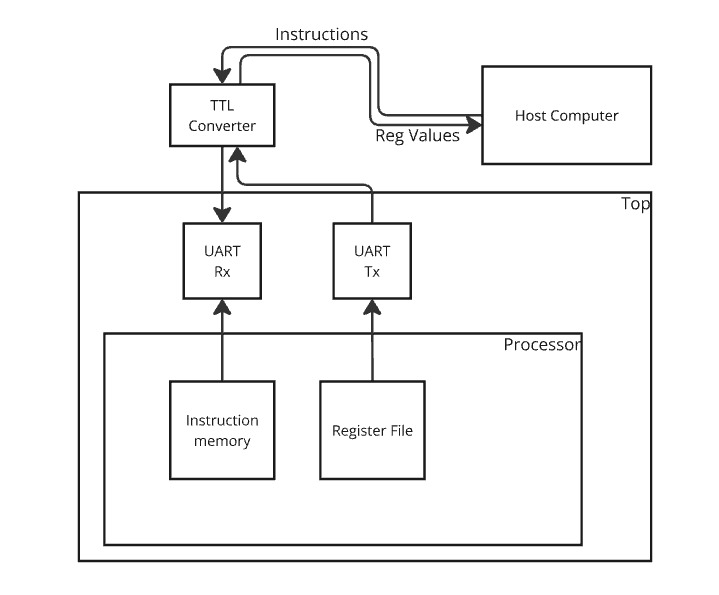 Instructions
TTL
Converter
Host Computer
Reg Values
Top
UART
Rx
UART
Tx
Processor
Instruction
memory
Register File